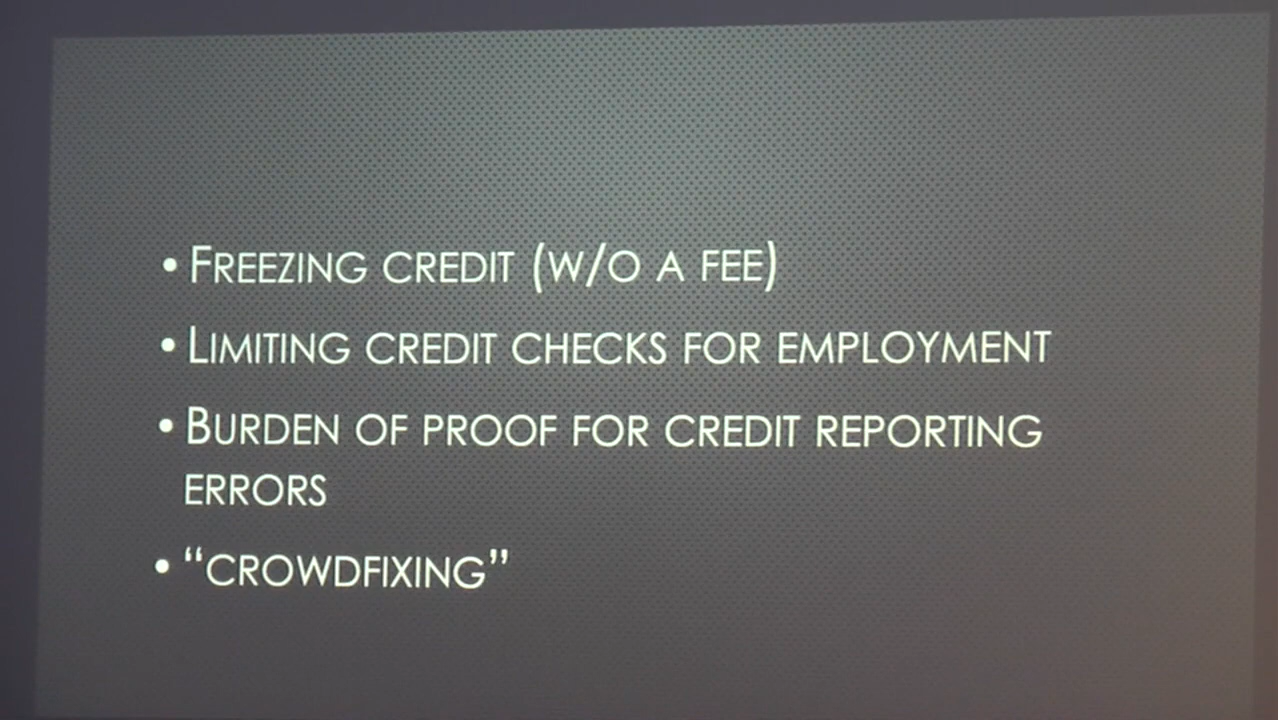 • FREEZING CREDIT (W/O A FEE)
• LIMITING CREDIT CHECKS FOR EMPLOYMENT
• BURDEN OF PROOF FOR CREDIT REPORTING
ERRORS
• “CROWDFIXING”